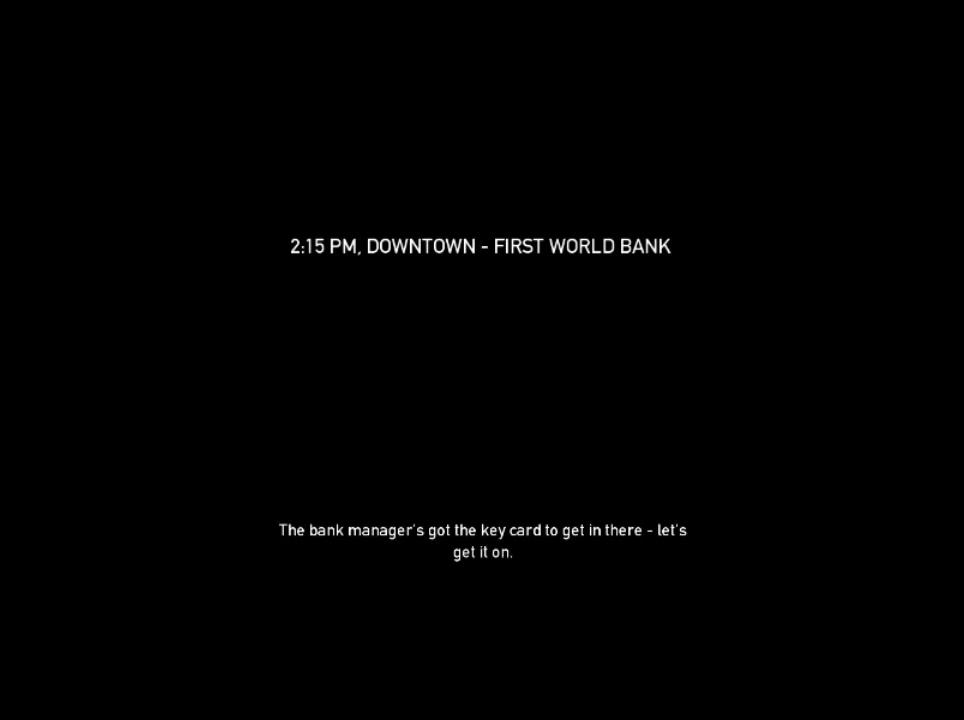 2:15 PM, DOWNTOWN - FIRST WORLD BANK
The bank manager's got the key card to get in there - let's
get it on.